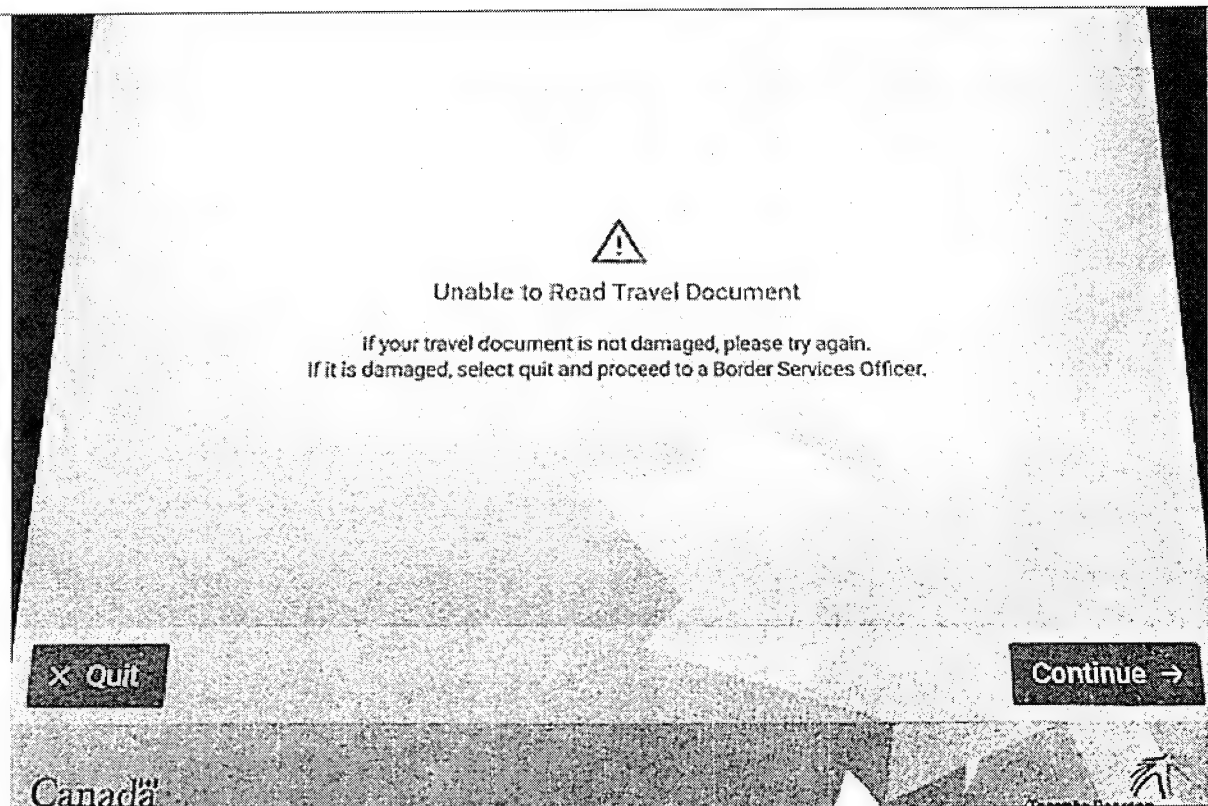 Unable to Read Travel Document
If your travel document is not damaged, please try again.
If it is damaged, select quit and proceed to a Border Services Officer.
× Quit
Continue →
Canada